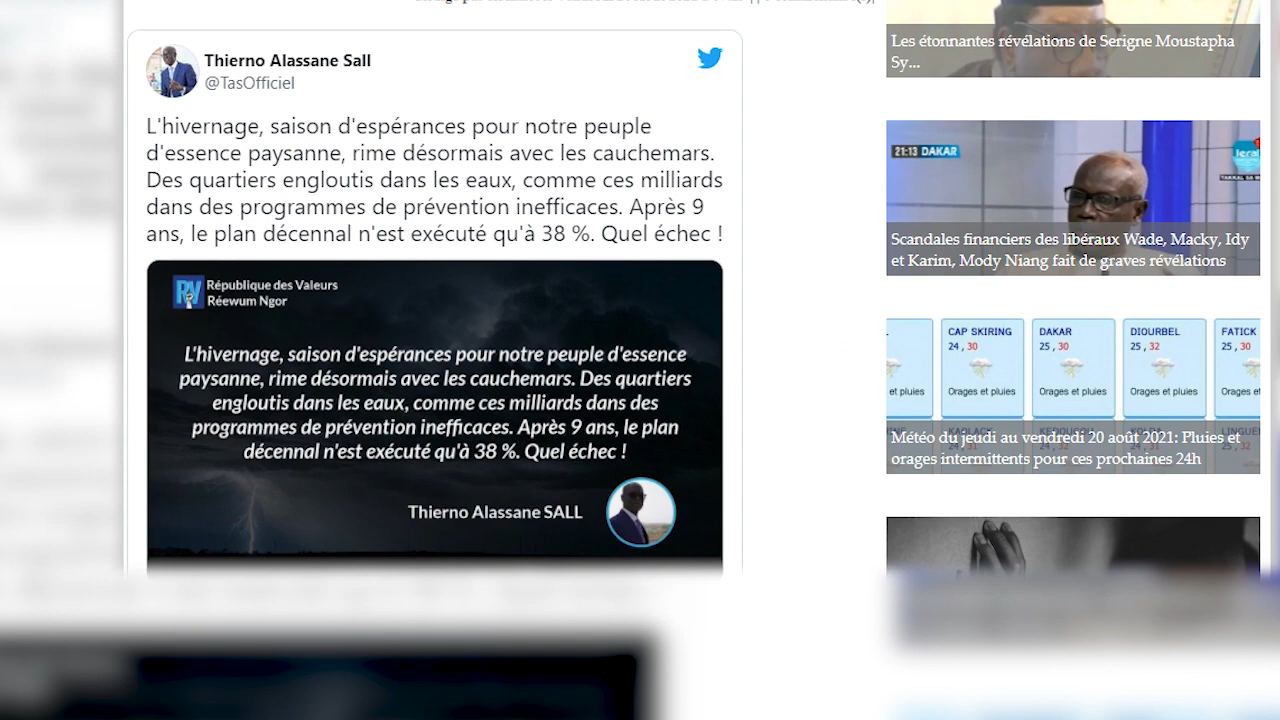 Thierno Alassane Sall
@TasOfficiel
L'hivernage, saison d'espérances pour notre peuple
d'essence paysanne, rime désormais avec les cauchemars.
Des quartiers engloutis dans les eaux, comme ces milliards
dans des programmes de prévention inefficaces. Après 9
ans, le plan décennal n'est exécuté qu'à 38 %. Quel échec !
RV
République des Valeurs
Réewum Ngor
L'hivernage, saison d'espérances pour notre peuple d'essence
paysanne, rime désormais avec les cauchemars. Des quartiers
engloutis dans les eaux, comme ces milliards dans des
programmes de prévention inefficaces. Après 9 ans, le plan
décennal n'est exécuté qu'à 38 %. Quel échec !
Thierno Alassane SALL
Les étonnantes révélations de Serigne Moustapha
Sy...
21:13 DAKAR
leral
Scandales financiers des libéraux Wade, Macky, Idy
et Karim, Mody Niang fait de graves révélations
CAP SKIRING
24 , 30
Orages et pluies
DAKAR
25 , 30
Orages et pluies
DIOURBEL
25 , 32
Orages et pluies
FATICK
25 , 30
Orages et
et pluies
KAOLACK
LINGUE
Météo du jeudi au vendredi 20 août 2021: Pluies et
orages intermittents pour ces prochaines 24h